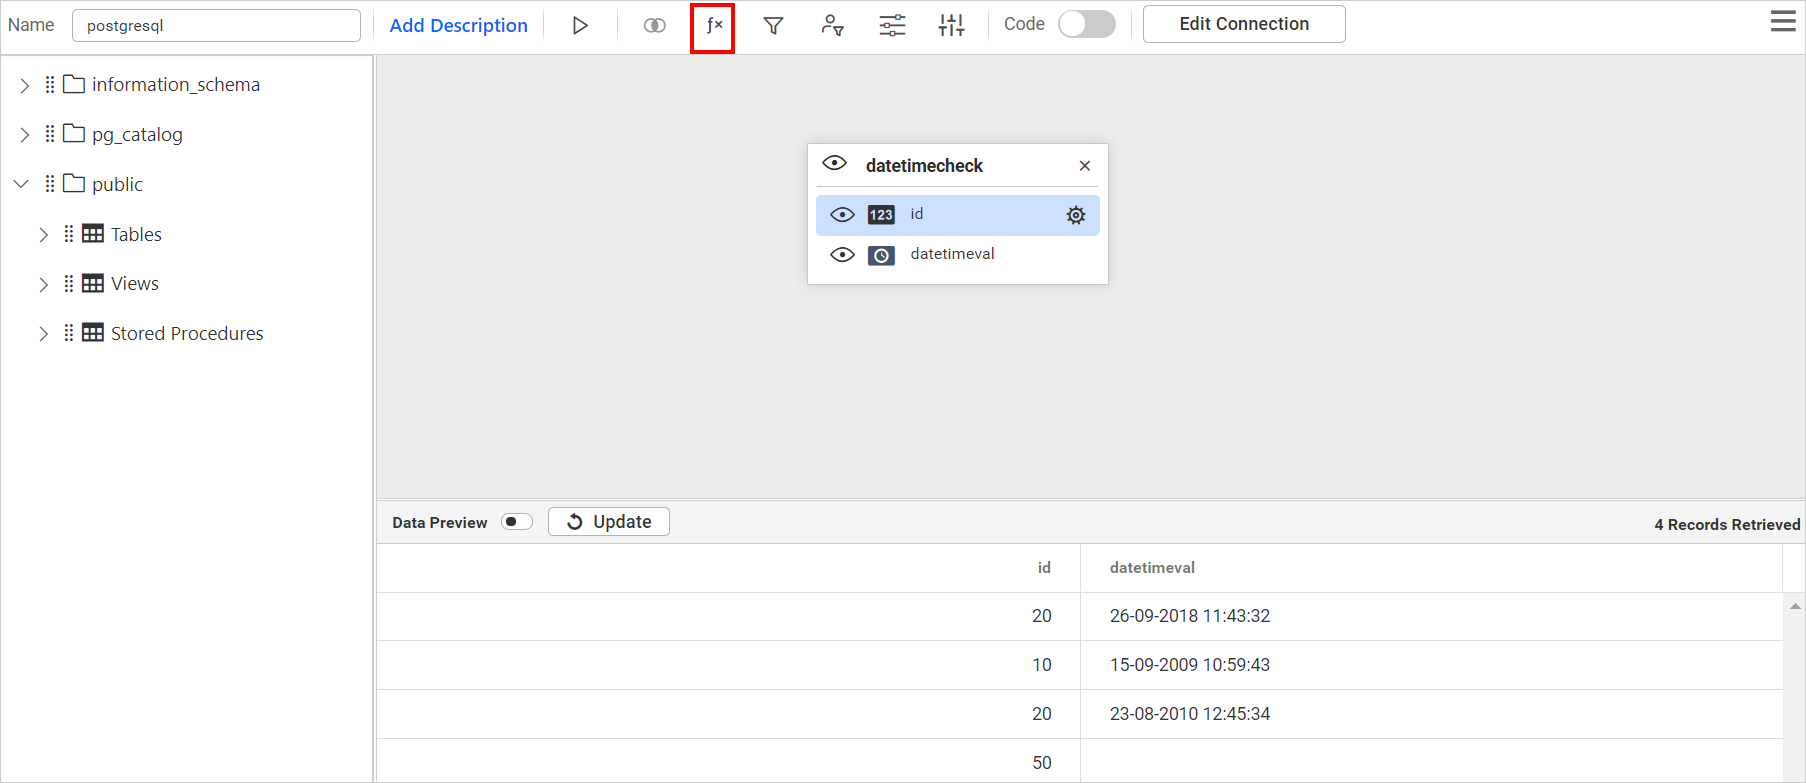 Name postgresql Add Description ƒx Code Edit Connection
information_schema
pg_catalog
public
Tables
Views
Stored Procedures
datetimecheck ×
123 id
datetimeval
Data Preview Update 4 Records Retrieved
id datetimeval
20 26-09-2018 11:43:32
10 15-09-2009 10:59:43
20 23-08-2010 12:45:34
50